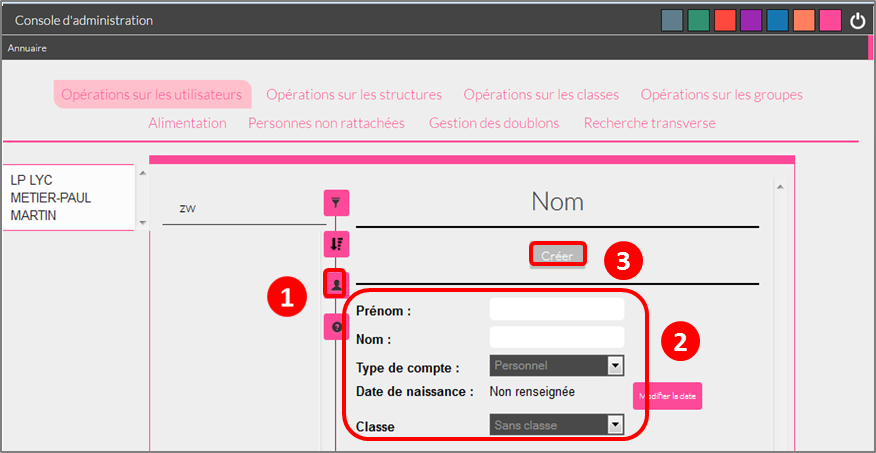 Console d'administration
Annuaire
Opérations sur les utilisateurs Opérations sur les structures Opérations sur les classes Opérations sur les groupes
Alimentation Personnes non rattachées Gestion des doublons Recherche transverse
LP LYC
METIER-PAUL
MARTIN
zw
Nom
Créer
3
1
Prénom :
Nom :
2
Type de compte : Personnel
Date de naissance : Non renseignée
Modifier la date
Classe Sans classe